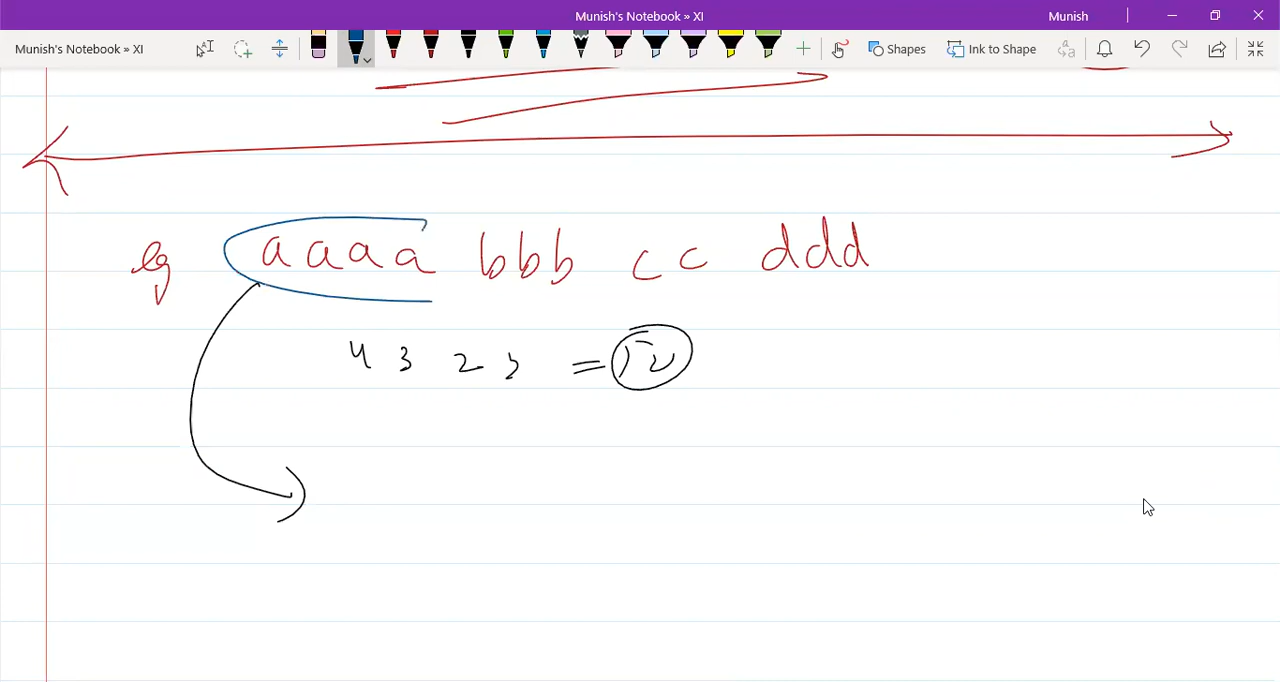 Munish's Notebook » XI Munish
Munish's Notebook » XI Shapes Ink to Shape
eg aaaa bbb cc ddd
4 3 2 3 = 12